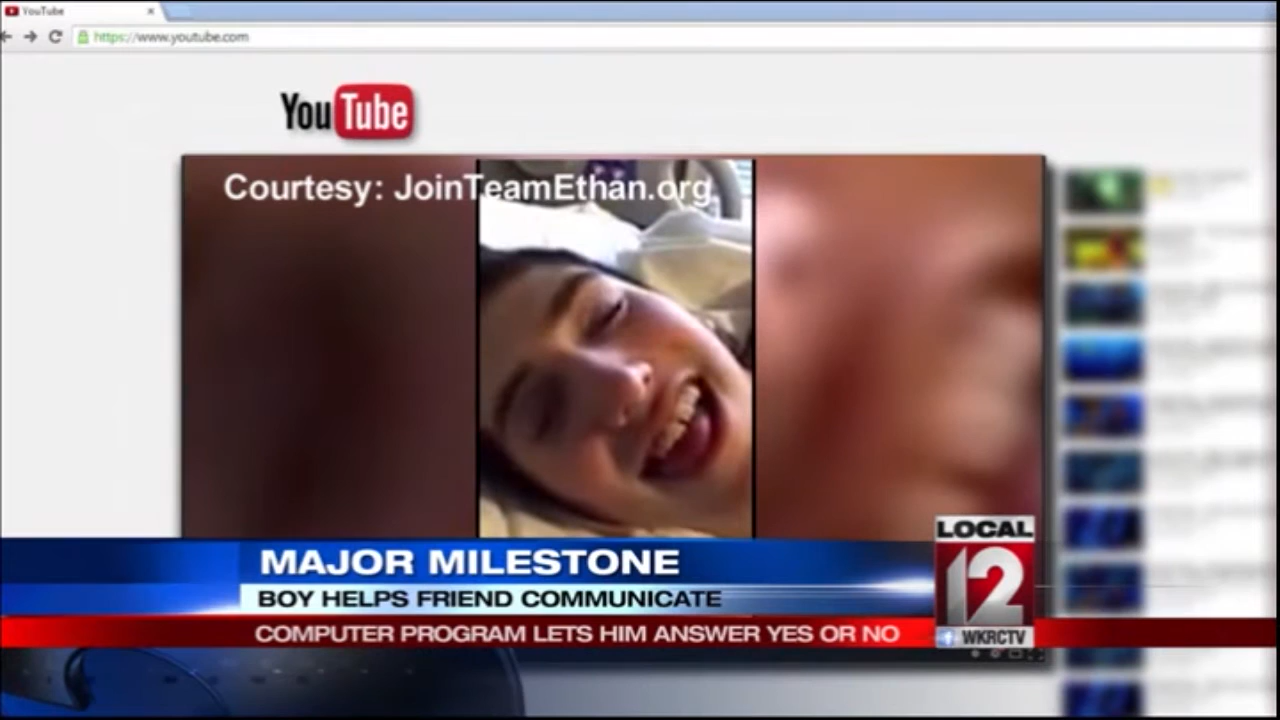 YouTube
https://www.youtube.com
YouTube
Courtesy: JoinTeamEthan.org
MAJOR MILESTONE
BOY HELPS FRIEND COMMUNICATE
COMPUTER PROGRAM LETS HIM ANSWER YES OR NO
LOCAL
12
WKRCTV